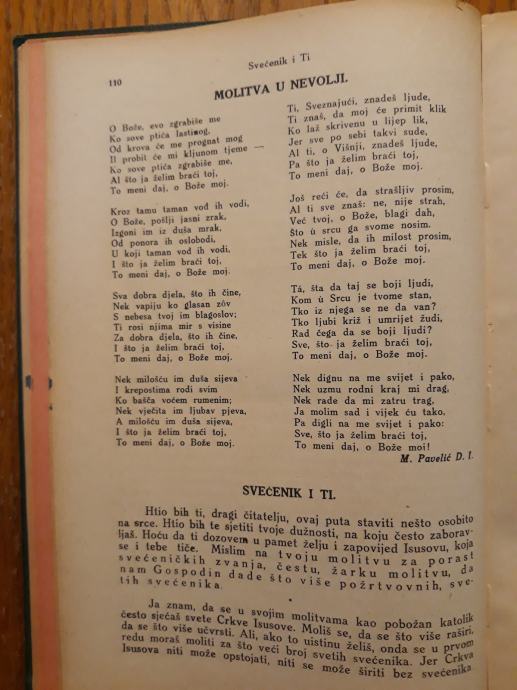 110
Svećenik i Ti
MOLITVA U NEVOLJI.
O Bože, evo zgrabiše me
Ko sove ptića lastinog,
Od krova će me prognat mog
Il probit će mi kljunom tjeme —
Ko sove ptića zgrabiše me,
Al što ja želim braći toj,
To meni daj, o Bože moj.
Kroz tamu taman vod ih vodi,
O Bože, pošlji jasni zrak,
Izgoni im iz duša mrak,
Od ponora ih oslobodi,
U koji taman vod ih vodi,
I što ja želim braći toj,
To meni daj, o Bože moj.
Sva dobra djela, što ih čine,
Nek vapiju ko glasan zôv
S nebesa tvoj im blagoslov;
Ti rosi njima mir s visine
Za dobra djela, što ih čine,
I što ja želim braći toj,
To meni daj, o Bože moj.
Nek milošću im duša sijeva
I krepostima rodi svim
Ko bašča voćem rumenim;
Nek vječita im ljubav pjeva,
A milošću im duša sijeva,
I što ja želim braći toj,
To meni daj, o Bože moj.
Ti, Sveznajući, znadeš ljude,
Ti znaš, da moj će primit klik
Ko laž skrivenu u lijep lik,
Jer sve po sebi takvi sude,
Al ti, o Višnji, znadeš ljude,
Pa što ja želim braći toj,
To meni daj, o Bože moj.
Još reći će, da strašljiv prosim,
Al ti sve znaš: ne, nije strah,
Već tvoj, o Bože, blagi dah,
Što ù srcu ga svome nosim.
Nek misle, da ih milost prosim,
Tek što ja želim braći toj,
To meni daj, o Bože moj.
Tá, šta da taj se boji ljudi,
Kom ù Srcu je tvome stan,
Tko iz njega se ne da van?
Tko ljubi križ i umrijet žudi,
Rad čega da se boji ljudi?
Sve, što ja želim braći toj,
To meni daj, o Bože moj.
Nek dignu na me svijet i pako,
Nek uzmu rodni kraj mi drag,
Nek rade da mi zatru trag,
Ja molim sad i vijek ću tako,
Pa digli na me svijet i pako:
Sve, što ja želim braći toj,
To meni daj, o Bože moi!
M. Pavelić D. I.
SVEĆENIK I TI.
Htio bih ti, dragi čitatelju, ovaj puta staviti nešto osobito
na srce. Htio bih te sjetiti tvoje dužnosti, na koju često zaborav-
ljaš. Hoću da ti dozovem u pamet želju i zapovijed Isusovu, koja
se i tebe tiče. Mislim na tvoju molitvu za porast
svećeničkih zvanja, čestu, žarku molitvu, da
nam Gospodin dade što više požrtvovnih, sve-
tih svećenika.
Ja znam, da se u svojim molitvama kao pobožan katolik
često sjećaš svete Crkve Isusove. Moliš se, da se što više raširi,
da se što više učvrsti. Ali, ako to uistinu želiš, onda se u prvom
redu moraš moliti za što veći broj svetih svećenika. Jer Crkva
Isusova niti može opstojati, niti se može širiti bez svećenika.